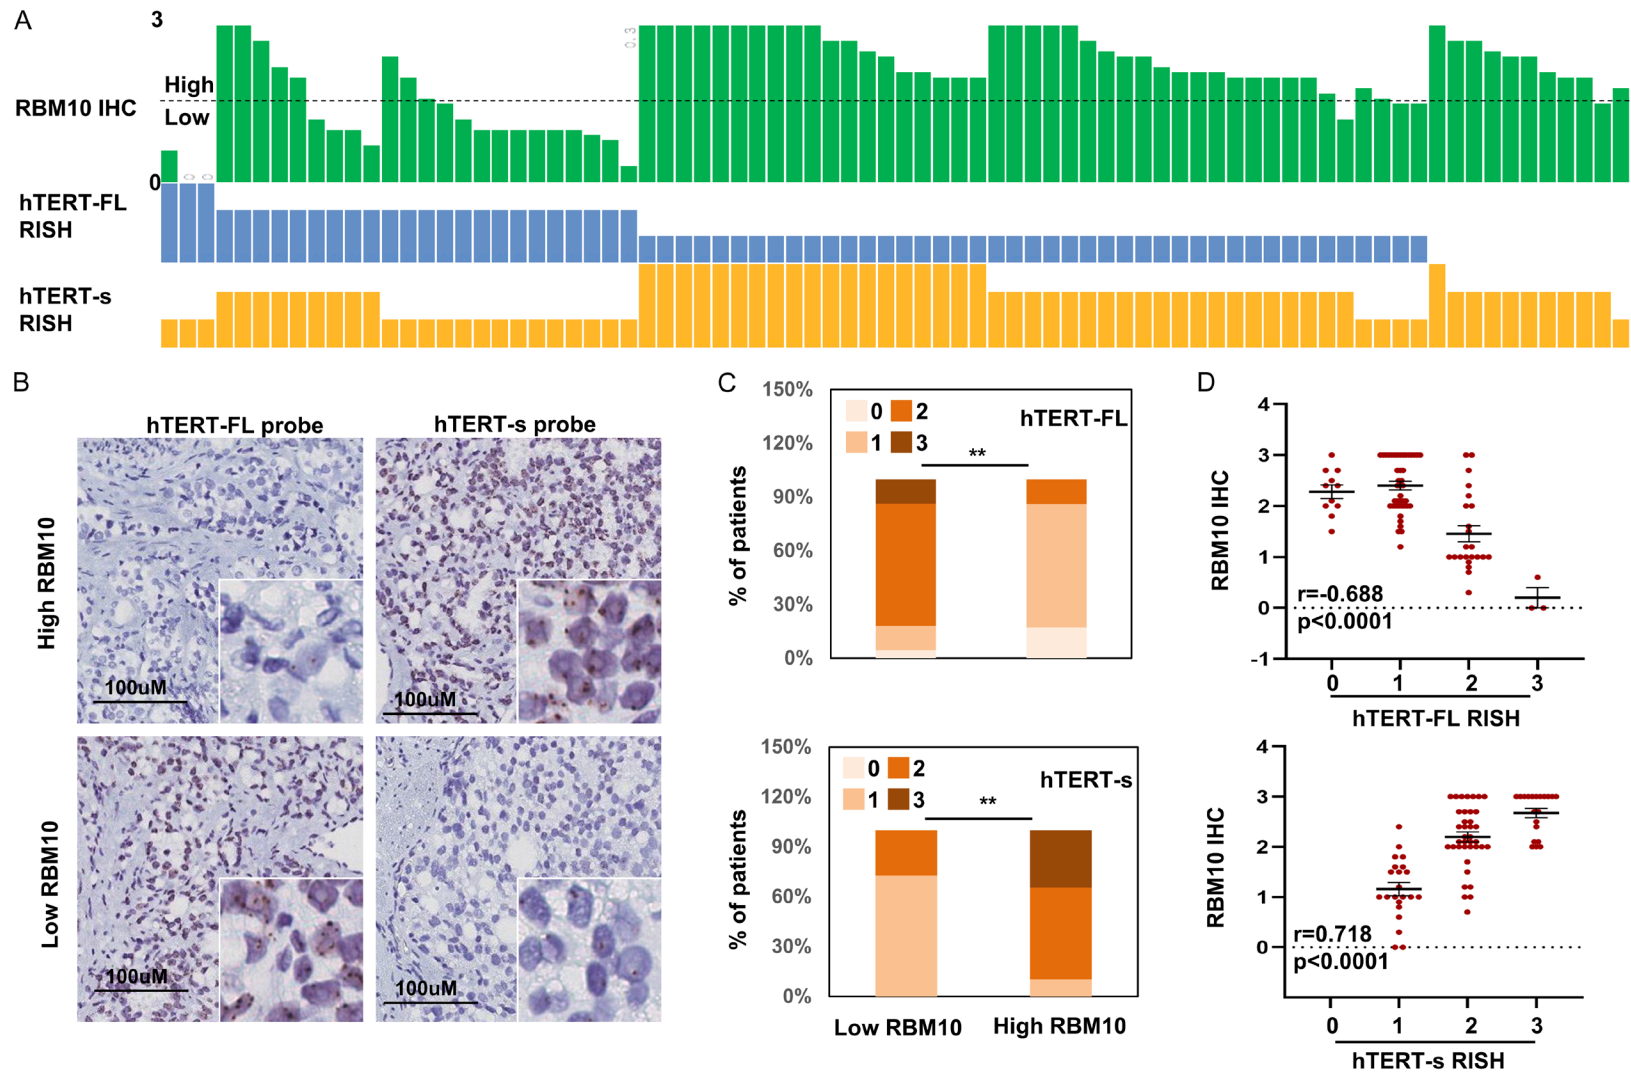 A
3
High
RBM10 IHC
Low
0
0
0
0.3
hTERT-FL
RISH
hTERT-s
RISH
B
hTERT-FL probe
hTERT-s probe
High RBM10
100uM
100uM
Low RBM10
100uM
100uM
C
150%
120%
90%
60%
30%
0%
% of patients
0
2
1
3
hTERT-FL
**
150%
120%
90%
60%
30%
0%
% of patients
0
2
1
3
hTERT-s
**
Low RBM10
High RBM10
D
4
3
2
1
0
-1
RBM10 IHC
r=-0.688
p<0.0001
0
1
2
3
hTERT-FL RISH
4
3
2
1
0
RBM10 IHC
r=0.718
p<0.0001
0
1
2
3
hTERT-s RISH